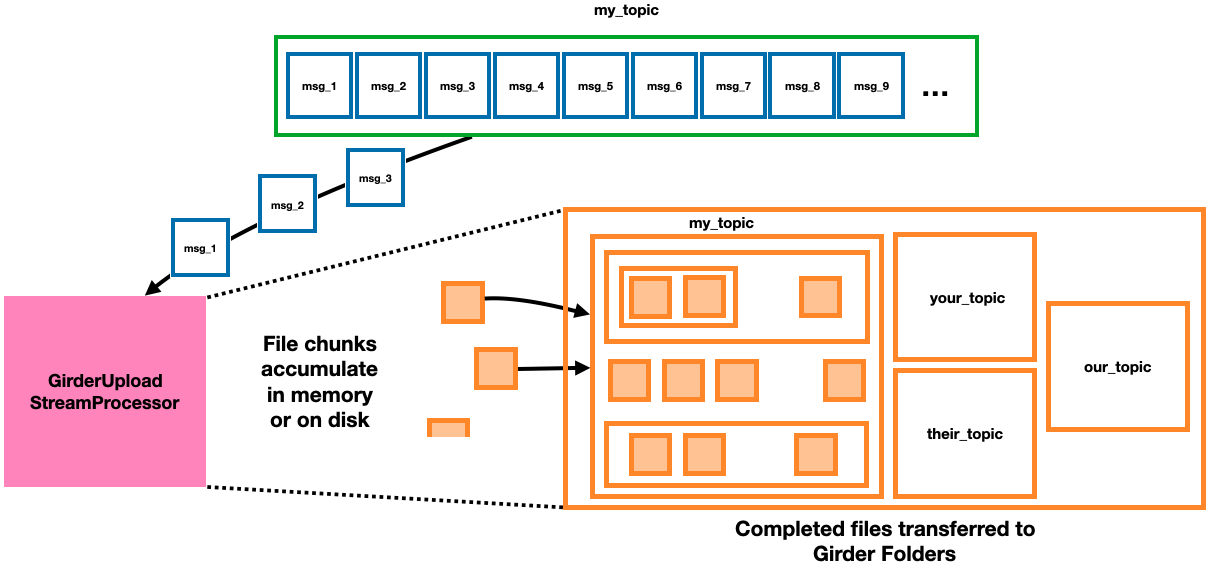 my_topic
msg_1
msg_2
msg_3
msg_4
msg_5
msg_6
msg_7
msg_8
msg_9
...
msg_3
msg_2
msg_1
GirderUpload
StreamProcessor
File chunks
accumulate
in memory
or on disk
my_topic
your_topic
their_topic
our_topic
Completed files transferred to
Girder Folders